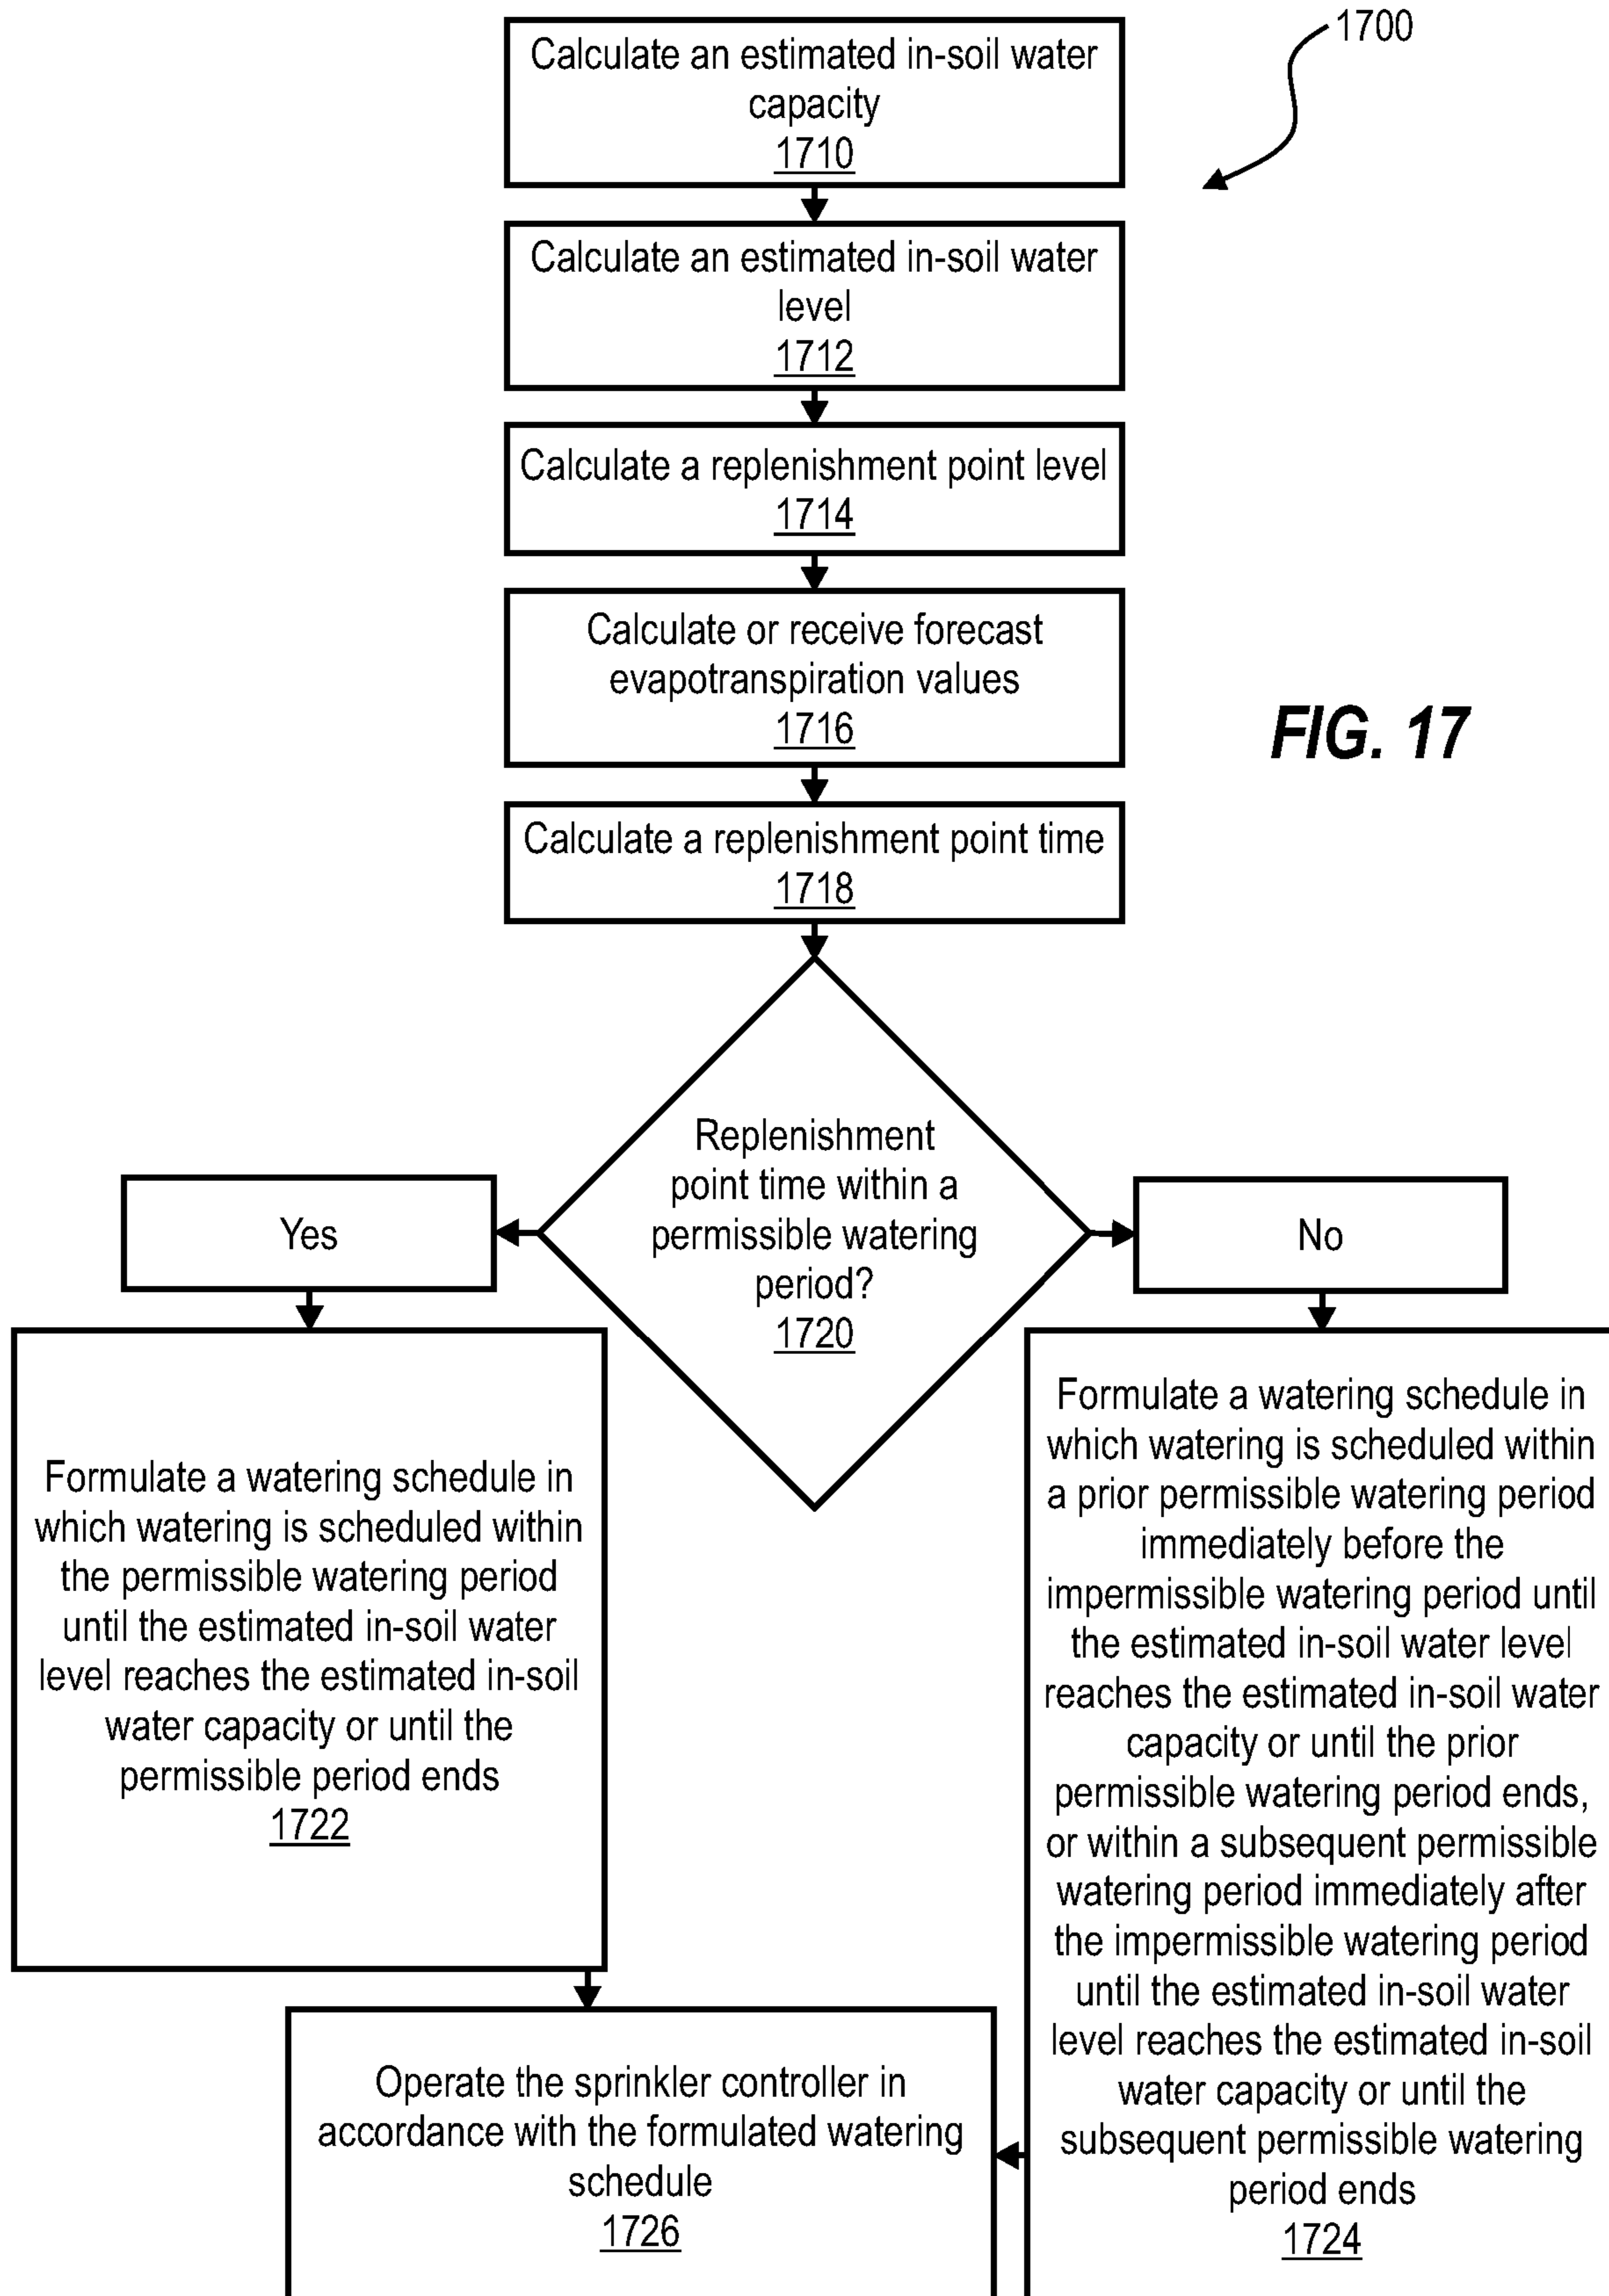 Calculate an estimated in-soil water
capacity
1710
1700
Calculate an estimated in-soil water
level
1712
Calculate a replenishment point level
1714
Calculate or receive forecast
evapotranspiration values
1716
FIG. 17
Calculate a replenishment point time
1718
Replenishment
point time within a
permissible watering
period?
1720
Yes
No
Formulate a watering schedule in
which watering is scheduled within
the permissible watering period
until the estimated in-soil water
level reaches the estimated in-soil
water capacity or until the
permissible period ends
1722
Formulate a watering schedule in
which watering is scheduled within
a prior permissible watering period
immediately before the
impermissible watering period until
the estimated in-soil water level
reaches the estimated in-soil water
capacity or until the prior
permissible watering period ends,
or within a subsequent permissible
watering period immediately after
the impermissible watering period
until the estimated in-soil water
level reaches the estimated in-soil
water capacity or until the
subsequent permissible watering
period ends
1724
Operate the sprinkler controller in
accordance with the formulated watering
schedule
1726